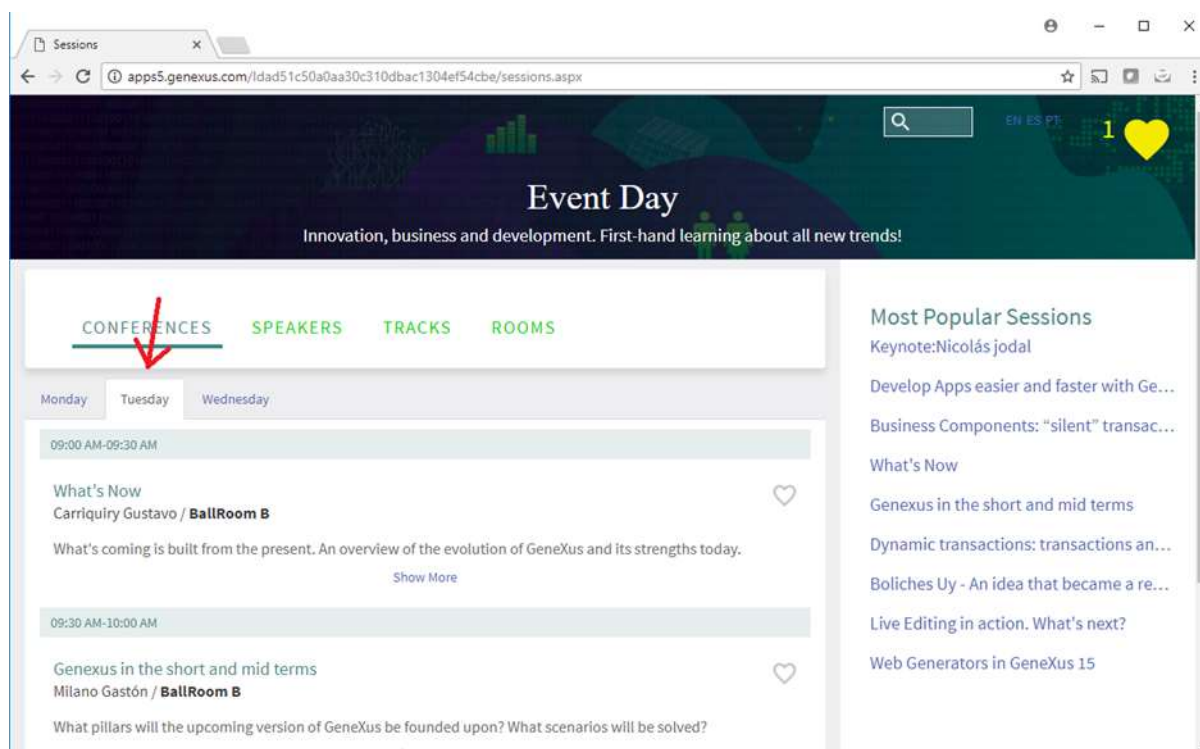 Sessions
apps5.genexus.com/Idad51c50a0aa30c310dbac1304ef54cbe/sessions.aspx
EN ES PT
1
Event Day
Innovation, business and development. First-hand learning about all new trends!
CONFERENCES SPEAKERS TRACKS ROOMS
Monday Tuesday Wednesday
09:00 AM-09:30 AM
What's Now
Carriquiry Gustavo / BallRoom B
What's coming is built from the present. An overview of the evolution of GeneXus and its strengths today.
Show More
09:30 AM-10:00 AM
Genexus in the short and mid terms
Milano Gastón / BallRoom B
What pillars will the upcoming version of GeneXus be founded upon? What scenarios will be solved?
Most Popular Sessions
Keynote:Nicolás jodal
Develop Apps easier and faster with Ge...
Business Components: “silent” transac...
What's Now
Genexus in the short and mid terms
Dynamic transactions: transactions an...
Boliches Uy - An idea that became a re...
Live Editing in action. What's next?
Web Generators in GeneXus 15